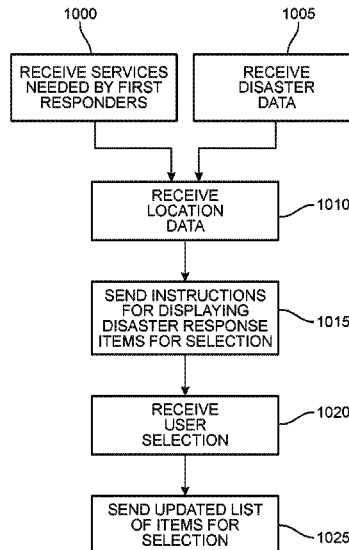 1000
1005
RECEIVE SERVICES
NEEDED BY FIRST
RESPONDERS
RECEIVE
DISASTER
DATA
RECEIVE
LOCATION
DATA
1010
SEND INSTRUCTIONS
FOR DISPLAYING
DISASTER RESPONSE
ITEMS FOR SELECTION
1015
RECEIVE
USER
SELECTION
1020
SEND UPDATED LIST
OF ITEMS FOR
SELECTION
1025